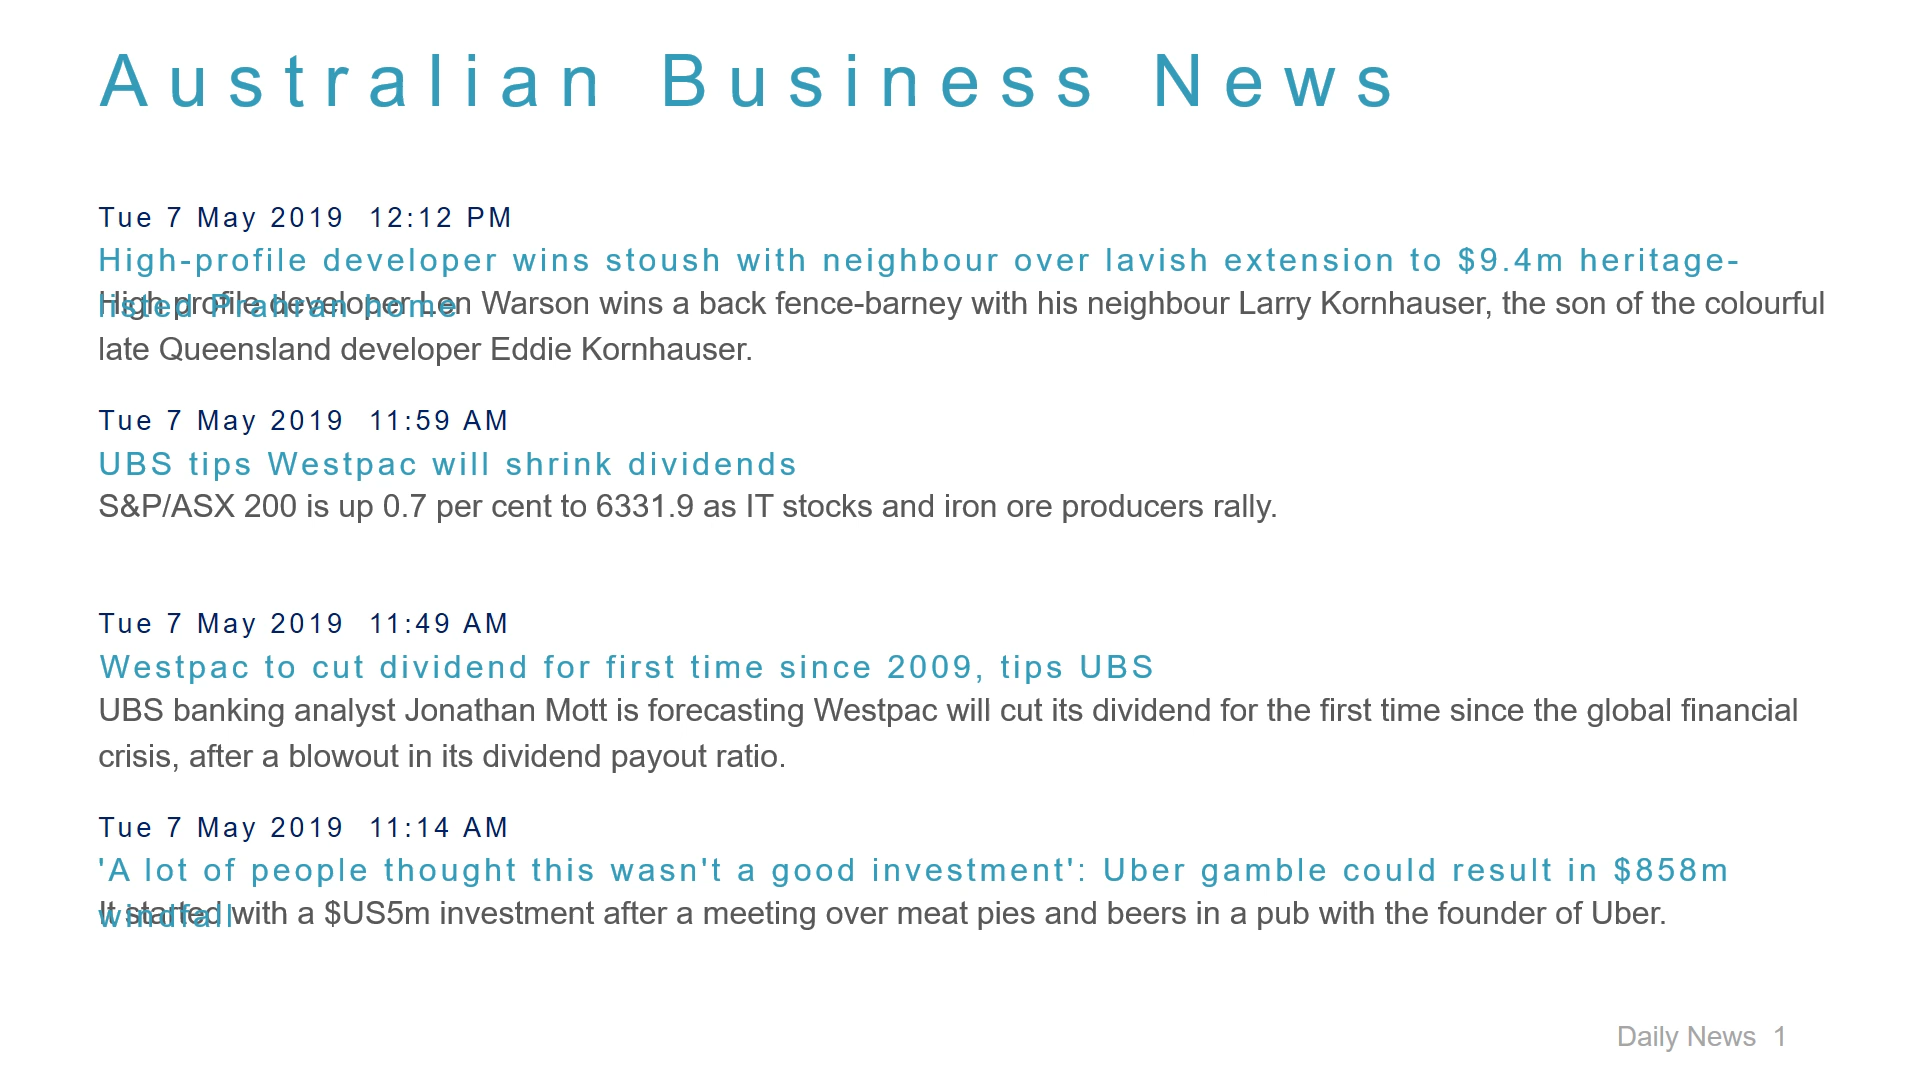 Australian Business News
Tue 7 May 2019  12:12 PM
High-profile developer wins stoush with neighbour over lavish extension to $9.4m heritage-
listed Prahran home
High profile developer Len Warson wins a back fence-barney with his neighbour Larry Kornhauser, the son of the colourful
late Queensland developer Eddie Kornhauser.
Tue 7 May 2019  11:59 AM
UBS tips Westpac will shrink dividends
S&P/ASX 200 is up 0.7 per cent to 6331.9 as IT stocks and iron ore producers rally.
Tue 7 May 2019  11:49 AM
Westpac to cut dividend for first time since 2009, tips UBS
UBS banking analyst Jonathan Mott is forecasting Westpac will cut its dividend for the first time since the global financial
crisis, after a blowout in its dividend payout ratio.
Tue 7 May 2019  11:14 AM
'A lot of people thought this wasn't a good investment': Uber gamble could result in $858m
windfall
It started with a $US5m investment after a meeting over meat pies and beers in a pub with the founder of Uber.
Daily News  1